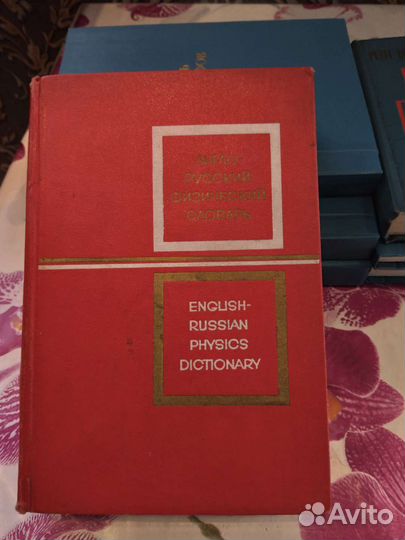 АНГЛО-
РУССКИЙ
ФИЗИЧЕСКИЙ
СЛОВАРЬ
ENGLISH-
RUSSIAN
PHYSICS
DICTIONARY
Avito